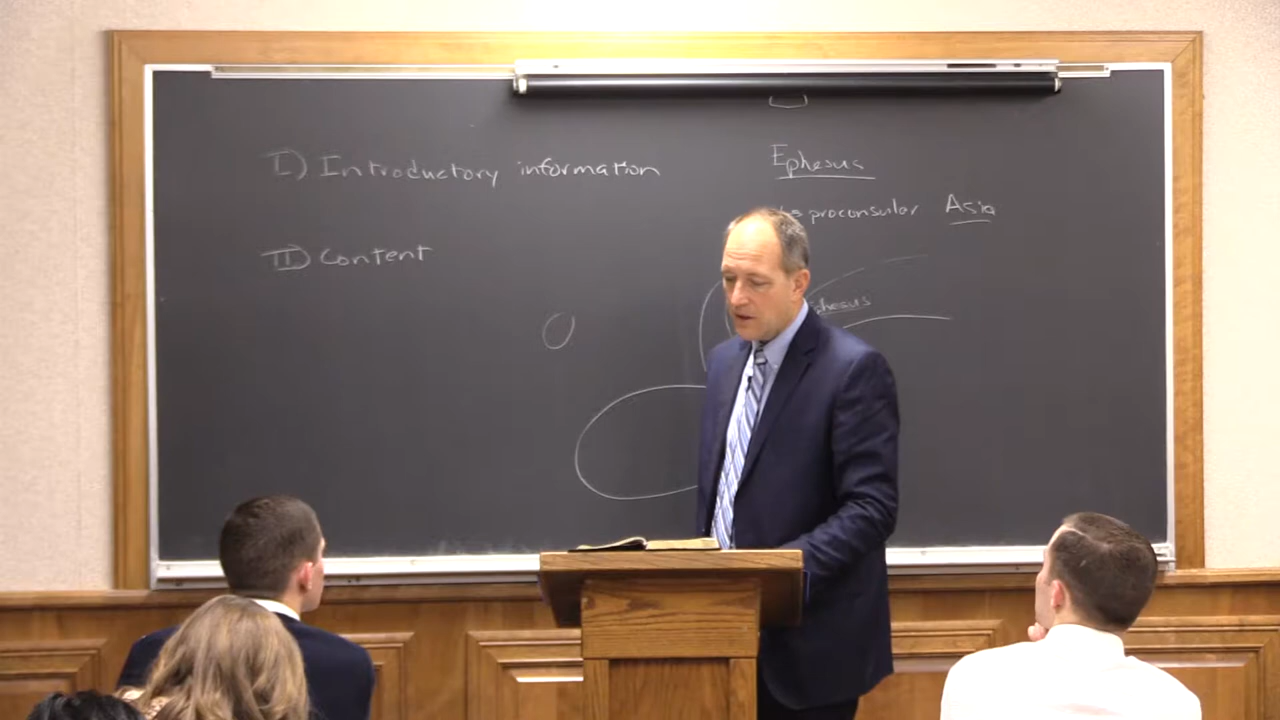 I) Introductory information
II) Content
Ephesus
proconsular Asia
Ephesus